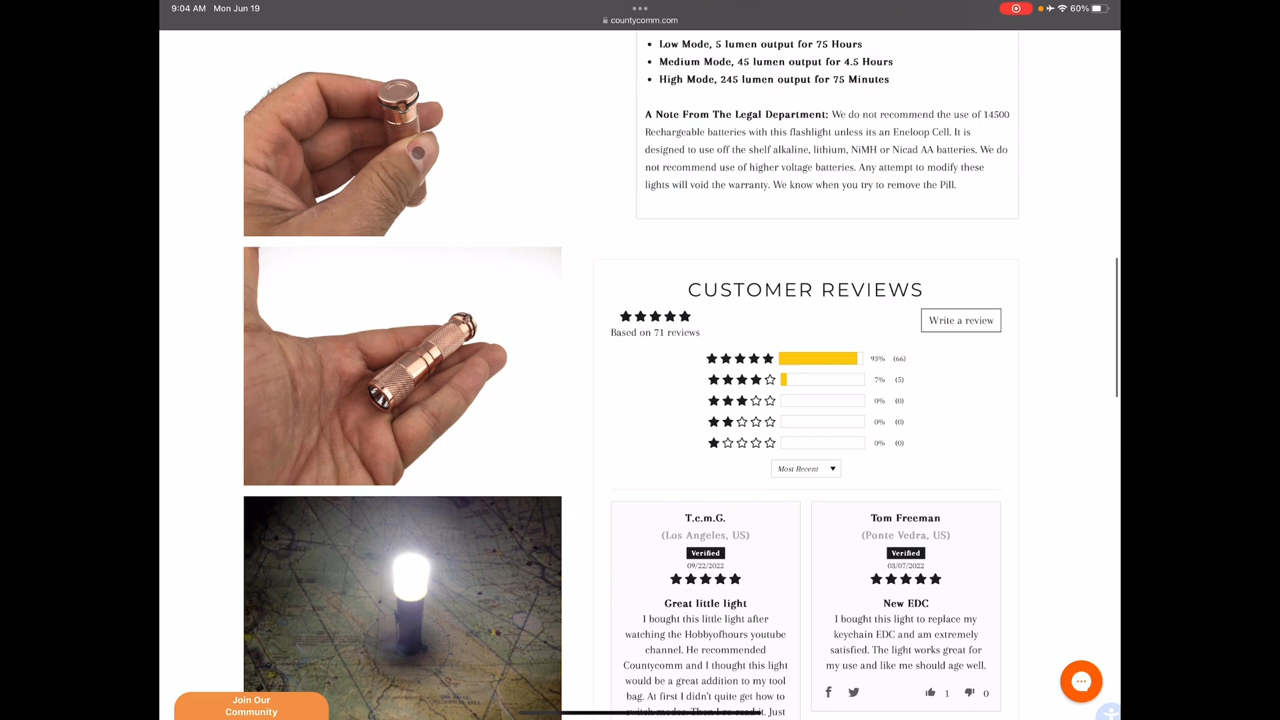 9:04 AM Mon Jun 19
countycomm.com
60%
Low Mode, 5 lumen output for 75 Hours
Medium Mode, 45 lumen output for 4.5 Hours
High Mode, 245 lumen output for 75 Minutes
A Note From The Legal Department: We do not recommend the use of 14500
Rechargeable batteries with this flashlight unless its an Eneloop Cell. It is
designed to use off the shelf alkaline, lithium, NiMH or Nicad AA batteries. We do
not recommend use of higher voltage batteries. Any attempt to modify these
lights will void the warranty. We know when you try to remove the Pill.
CUSTOMER REVIEWS
Based on 71 reviews
Write a review
93% (66)
7% (5)
0% (0)
0% (0)
0% (0)
Most Recent
T.c.m.G.
(Los Angeles, US)
Verified
09/22/2022
Great little light
I bought this little light after
watching the Hobbyofhours youtube
channel. He recommended
Countycomm and I thought this light
would be a great addition to my tool
bag. At first I didn't quite get how to
switch modes. Then I re-read it. Just
Tom Freeman
(Ponte Vedra, US)
Verified
03/07/2022
New EDC
I bought this light to replace my
keychain EDC and am extremely
satisfied. The light works great for
my use and like me should age well.
1 0
Join Our
Community